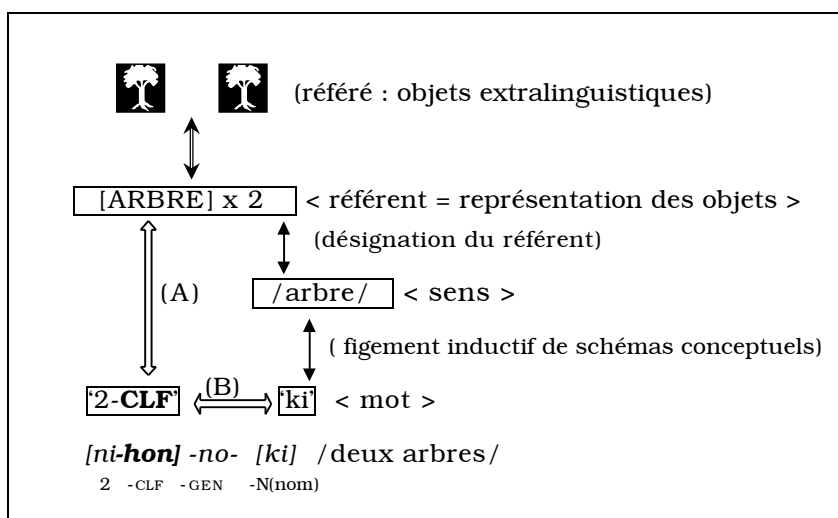 (référé : objets extralinguistiques)
[ARBRE] x 2 < référent = représentation des objets >
(désignation du référent)
(A) /arbre/ < sens >
( figement inductif de schémas conceptuels)
‘2-CLF’ (B) ‘ki’ < mot >
[ni-hon] -no- [ki] /deux arbres/
2 -CLF -GEN -N(nom)